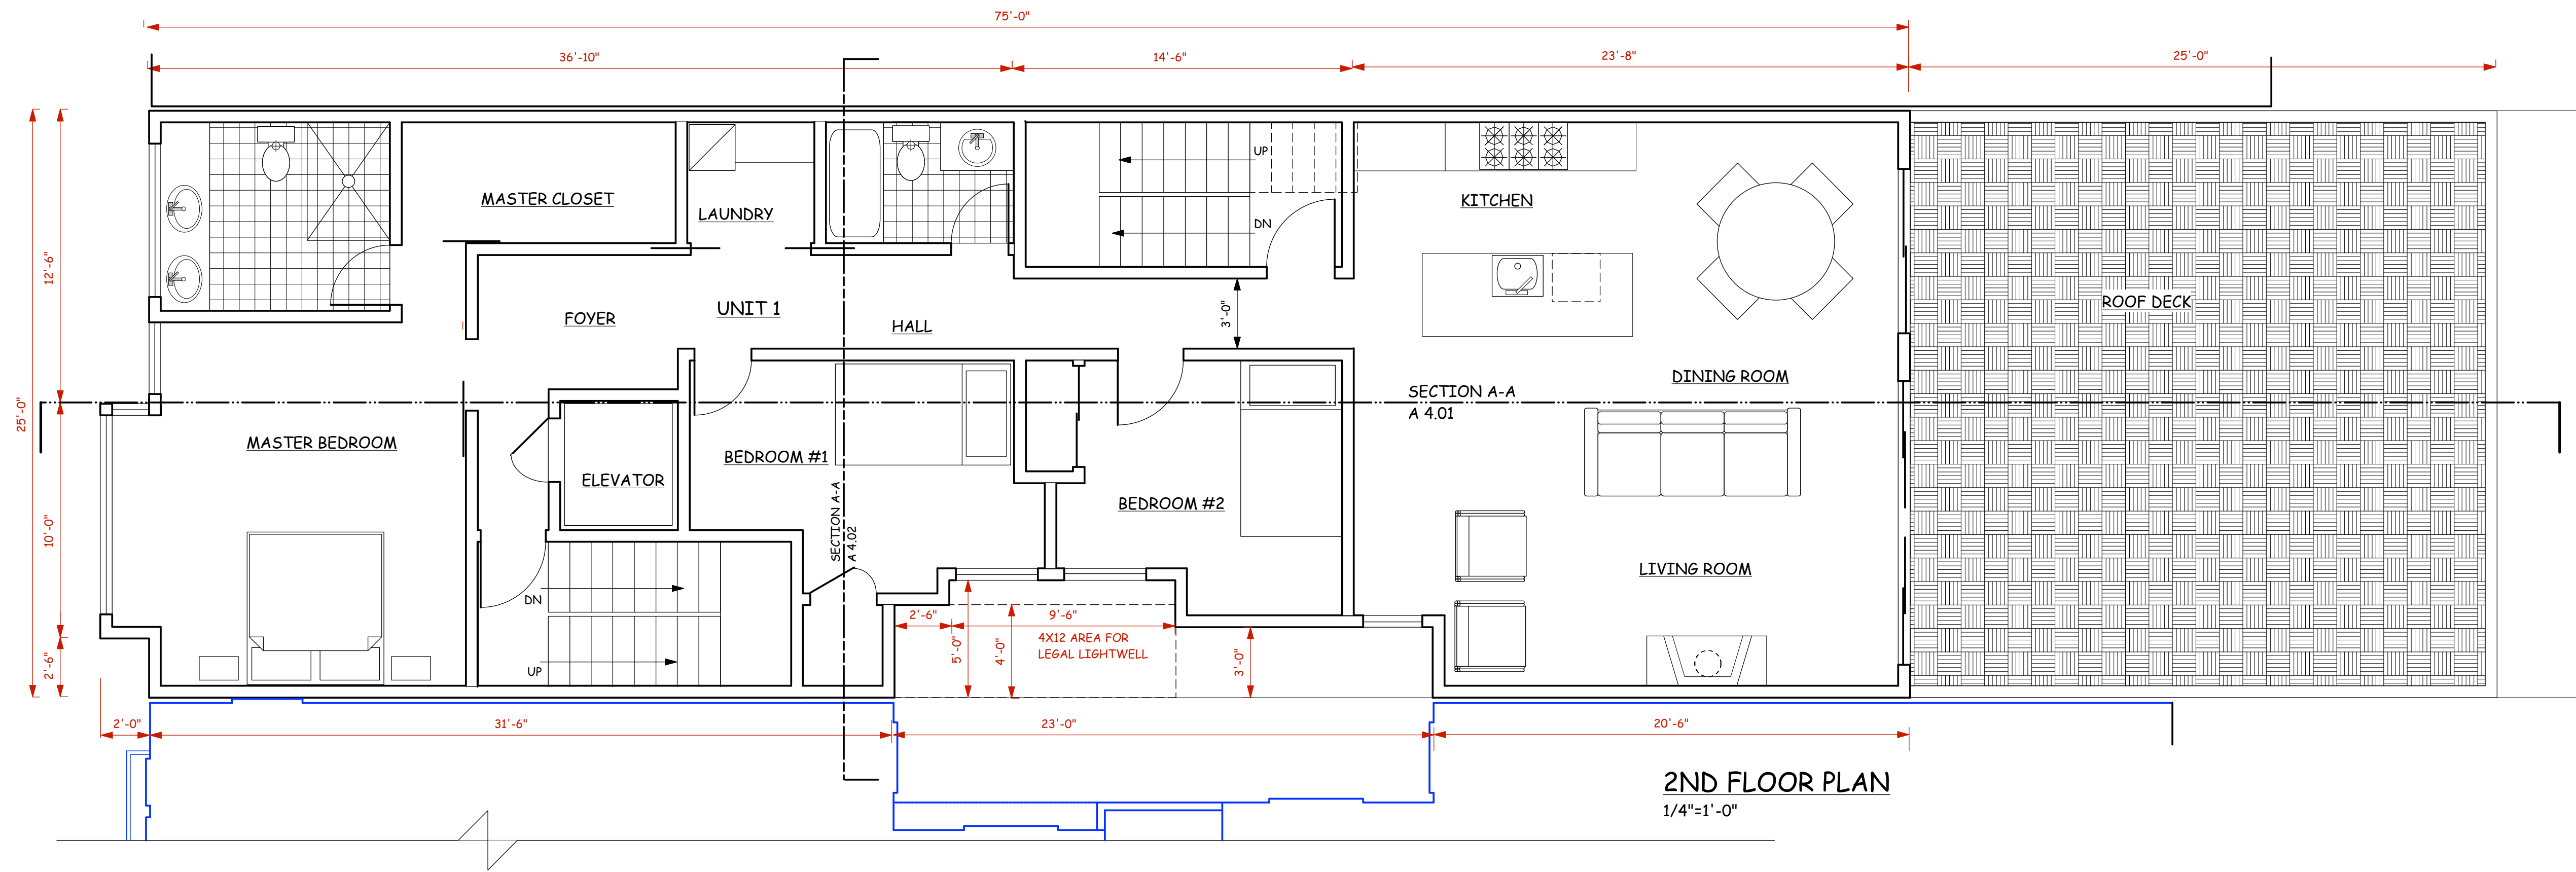 75'-0"
36'-10"
14'-6"
23'-8"
25'-0"
UP
MASTER CLOSET
LAUNDRY
KITCHEN
DN
12'-6"
FOYER
UNIT 1
HALL
3'-0"
ROOF DECK
DINING ROOM
SECTION A-A
A 4.01
25'-0"
MASTER BEDROOM
BEDROOM #1
ELEVATOR
BEDROOM #2
SECTION A-A
A 4.02
10'-0"
LIVING ROOM
DN
2'-6"
9'-6"
4X12 AREA FOR
LEGAL LIGHTWELL
5'-0"
4'-0"
3'-0"
2'-6"
UP
2'-0"
31'-6"
23'-0"
20'-6"
2ND FLOOR PLAN
1/4"=1'-0"